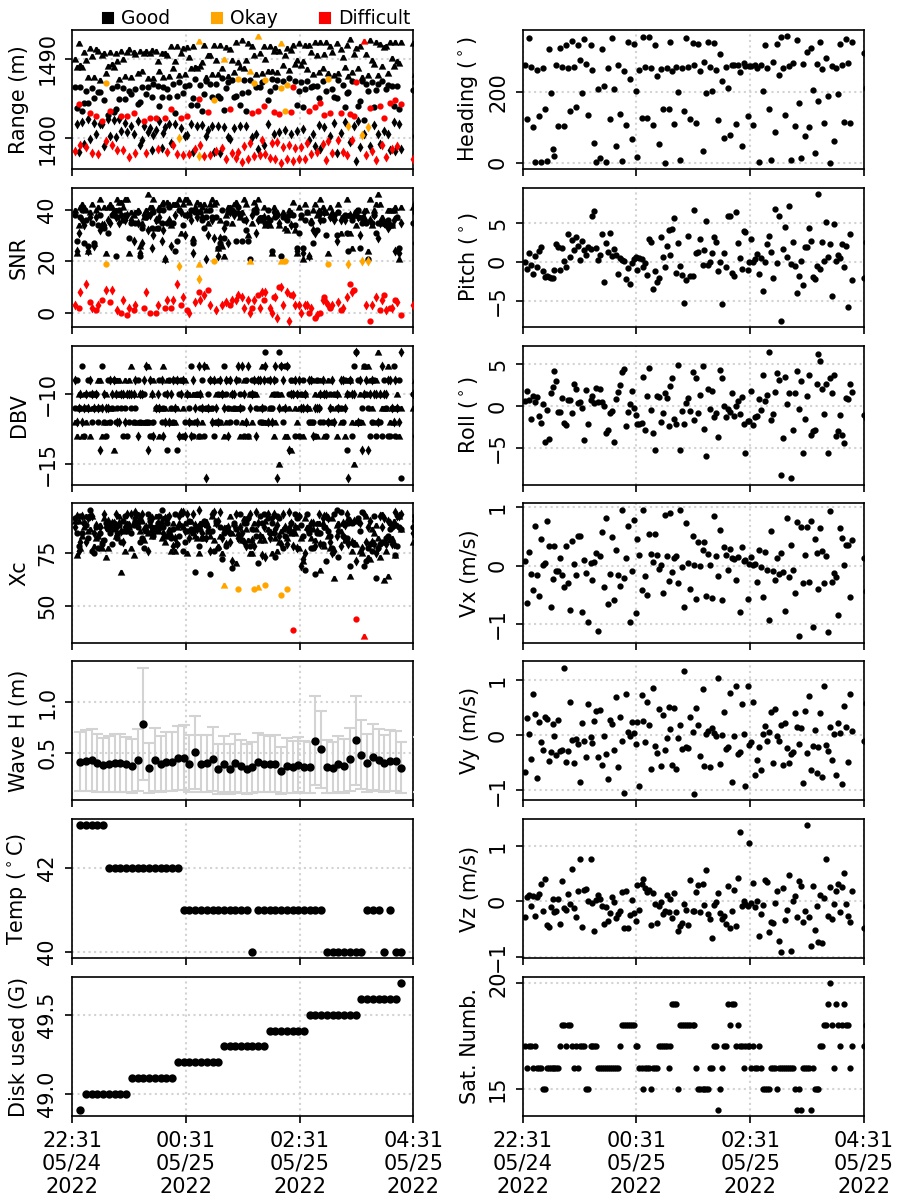 Good Okay Difficult
Range (m)
1490
1400
Heading (°)
200
0
SNR
40
20
0
Pitch (°)
5
0
−5
DBV
−10
−15
Roll (°)
5
0
−5
Xc
75
50
Vx (m/s)
1
0
−1
Wave H (m)
1.0
0.5
Vy (m/s)
1
0
−1
Temp (°C)
42
40
Vz (m/s)
1
0
−1
Disk used (G)
49.5
49.0
Sat. Numb.
20
15
22:31 00:31 02:31 04:31 22:31 00:31 02:31 04:31
05/24 05/25 05/25 05/25 05/24 05/25 05/25 05/25
2022 2022 2022 2022 2022 2022 2022 2022